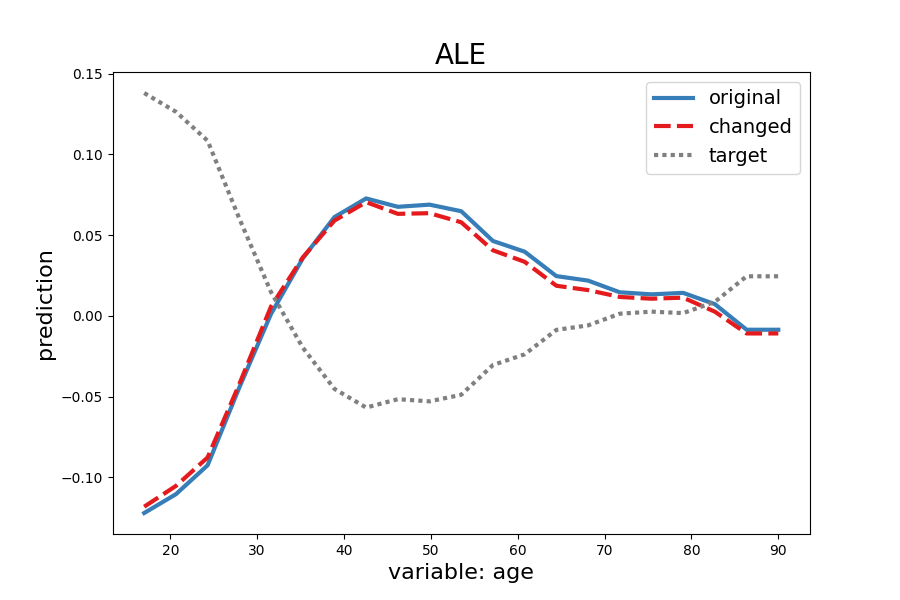 ALE
0.15
0.10
0.05
0.00
−0.05
−0.10
prediction
original
changed
target
20 30 40 50 60 70 80 90
variable: age